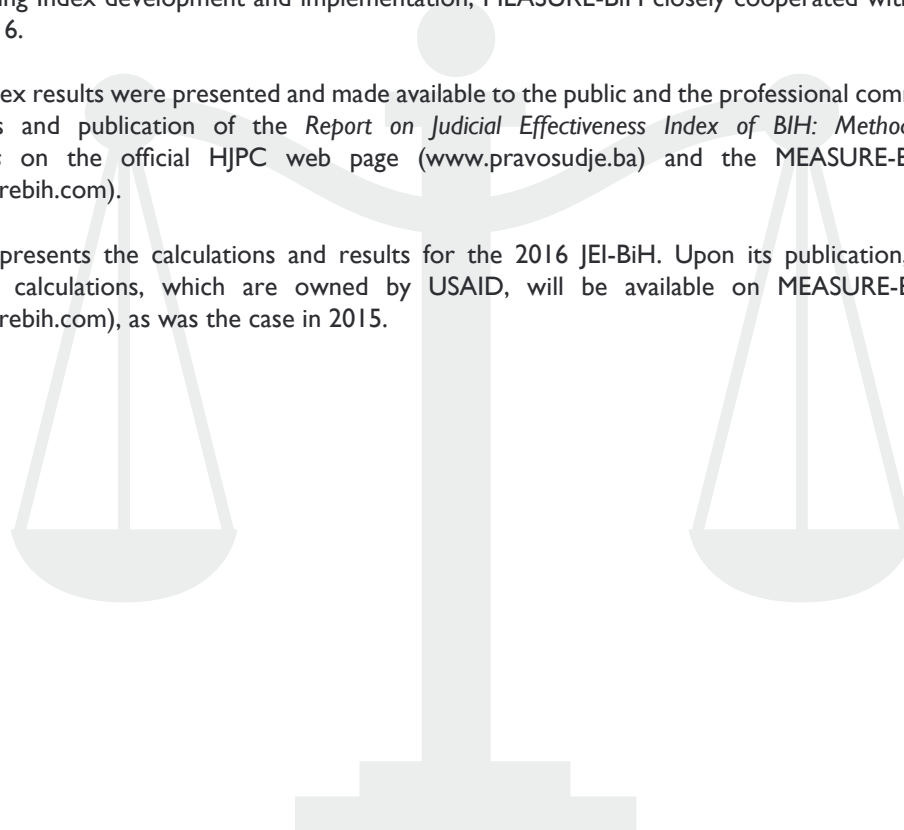 ng Index development and implementation, MEASURE-BiH closely cooperated with
6.
ex results were presented and made available to the public and the professional com
s and publication of the Report on Judicial Effectiveness Index of BIH: Metho
on the official HJPC web page (www.pravosudje.ba) and the MEASURE-B
rebih.com).
presents the calculations and results for the 2016 JEI-BiH. Upon its publication,
calculations, which are owned by USAID, will be available on MEASURE-B
rebih.com), as was the case in 2015.